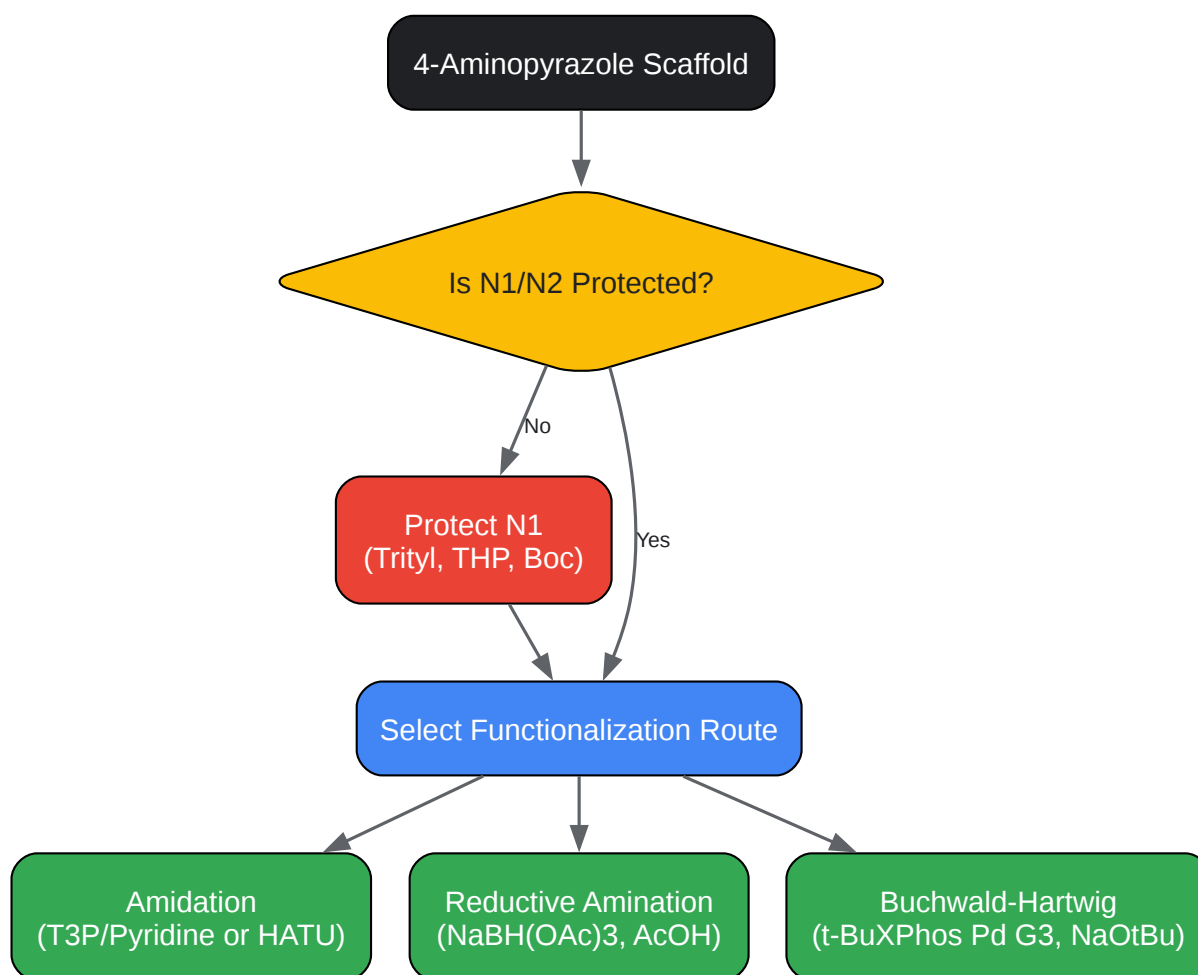 4-Aminopyrazole Scaffold
Is N1/N2 Protected?
No
Protect N1
(Trityl, THP, Boc)
Yes
Select Functionalization Route
Amidation
(T3P/Pyridine or HATU)
Reductive Amination
(NaBH(OAc)3, AcOH)
Buchwald-Hartwig
(t-BuXPhos Pd G3, NaOtBu)